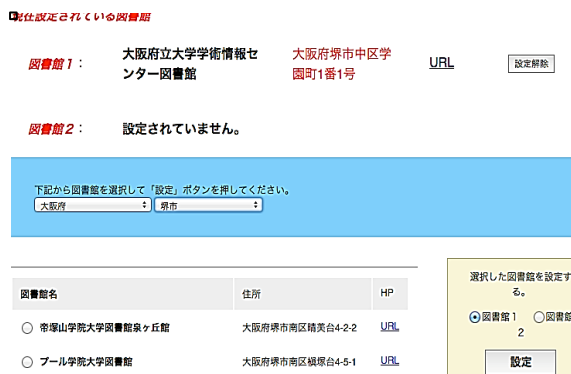 現在設定されている図書館
図書館1： 大阪府立大学学術情報セ 大阪府堺市中区学 URL 設定解除
ンター図書館 園町1番1号
図書館2： 設定されていません。
下記から図書館を選択して「設定」ボタンを押してください。
大阪府 堺市
選択した図書館を設定す
る。
図書館名 住所 HP
図書館1 図書館
2
帝塚山学院大学図書館泉ヶ丘館 大阪府堺市南区晴美台4-2-2 URL
プール学院大学図書館 大阪府堺市南区槇塚台4-5-1 URL
設定